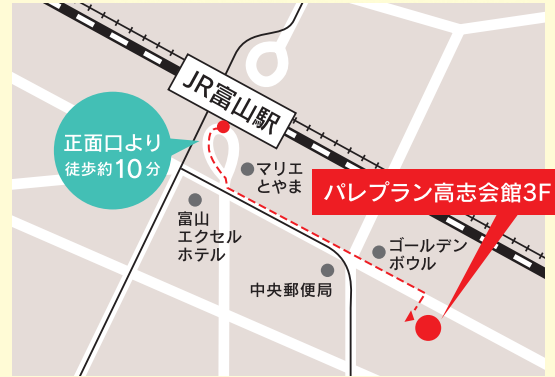 JR富山駅
正面口より
徒歩約10分
マリエ
とやま
パレブラン高志会館3F
富山
エクセル
ホテル
ゴールデン
ボウル
中央郵便局